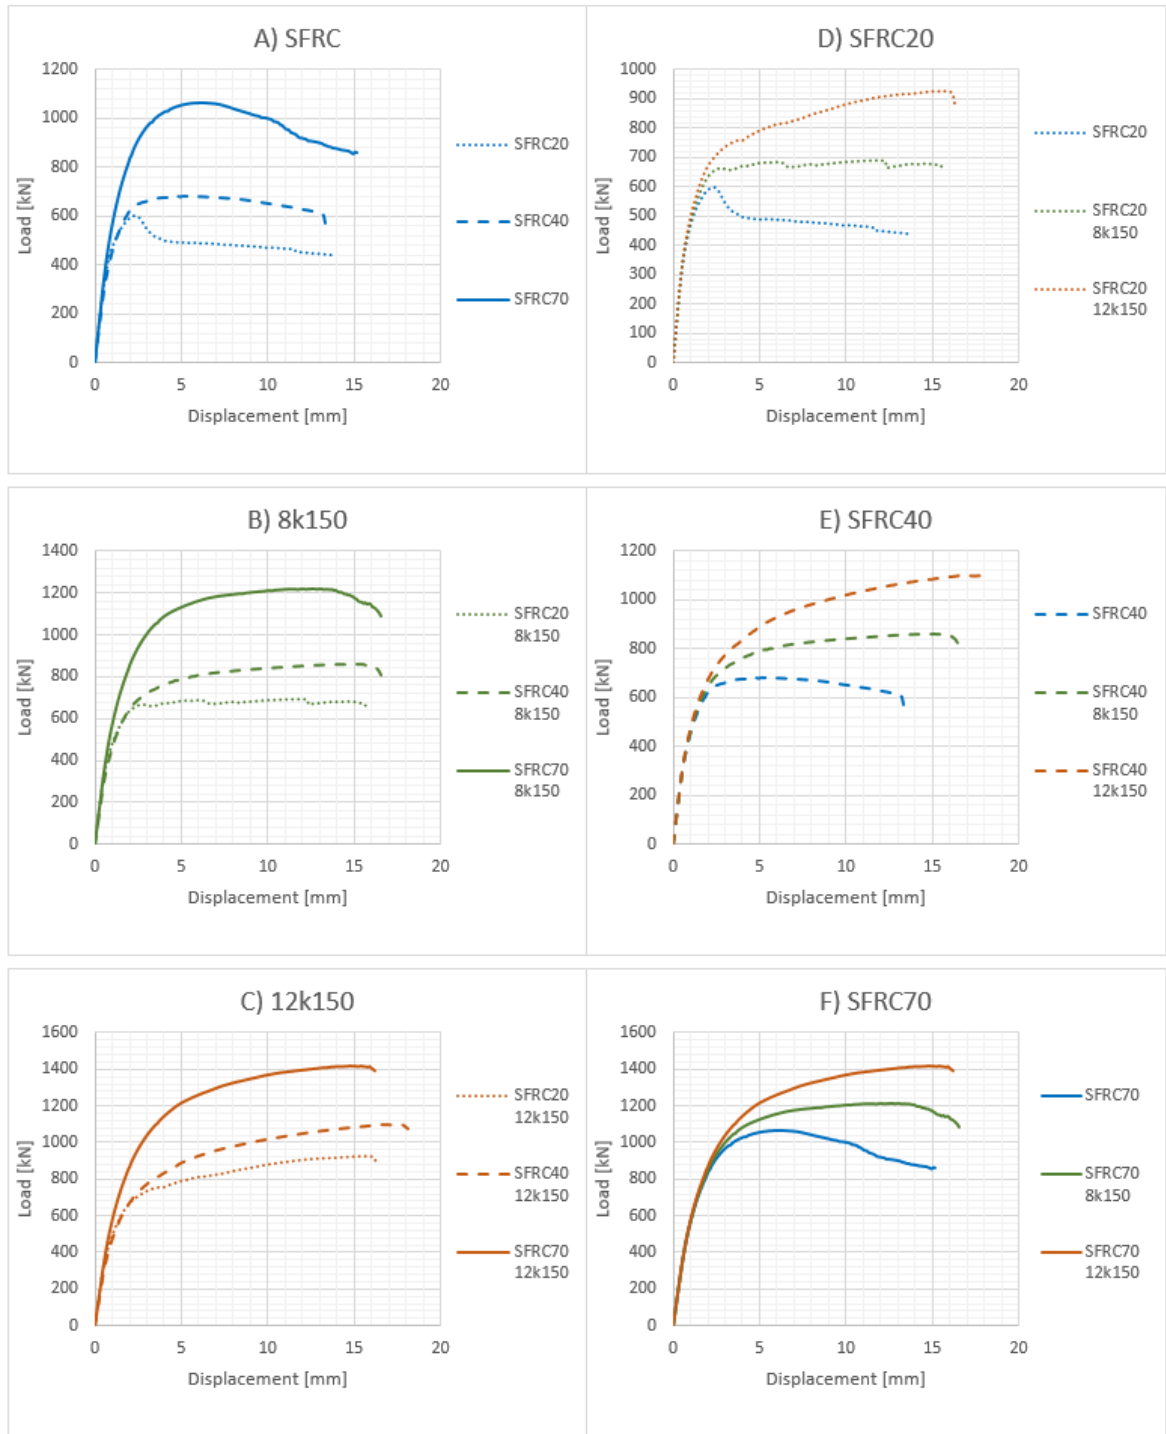 A) SFRC
1200
1000
800
600
400
200
0
0 5 10 15 20
Load [kN]
Displacement [mm]
SFRC20
SFRC40
SFRC70
D) SFRC20
1000
900
800
700
600
500
400
300
200
100
0
0 5 10 15 20
Load [kN]
Displacement [mm]
SFRC20
SFRC20
8k150
SFRC20
12k150
B) 8k150
1400
1200
1000
800
600
400
200
0
0 5 10 15 20
Load [kN]
Displacement [mm]
SFRC20
8k150
SFRC40
8k150
SFRC70
8k150
E) SFRC40
1200
1000
800
600
400
200
0
0 5 10 15 20
Load [kN]
Displacement [mm]
SFRC40
SFRC40
8k150
SFRC40
12k150
C) 12k150
1600
1400
1200
1000
800
600
400
200
0
0 5 10 15 20
Load [kN]
Displacement [mm]
SFRC20
12k150
SFRC40
12k150
SFRC70
12k150
F) SFRC70
1600
1400
1200
1000
800
600
400
200
0
0 5 10 15 20
Load [kN]
Displacement [mm]
SFRC70
SFRC70
8k150
SFRC70
12k150